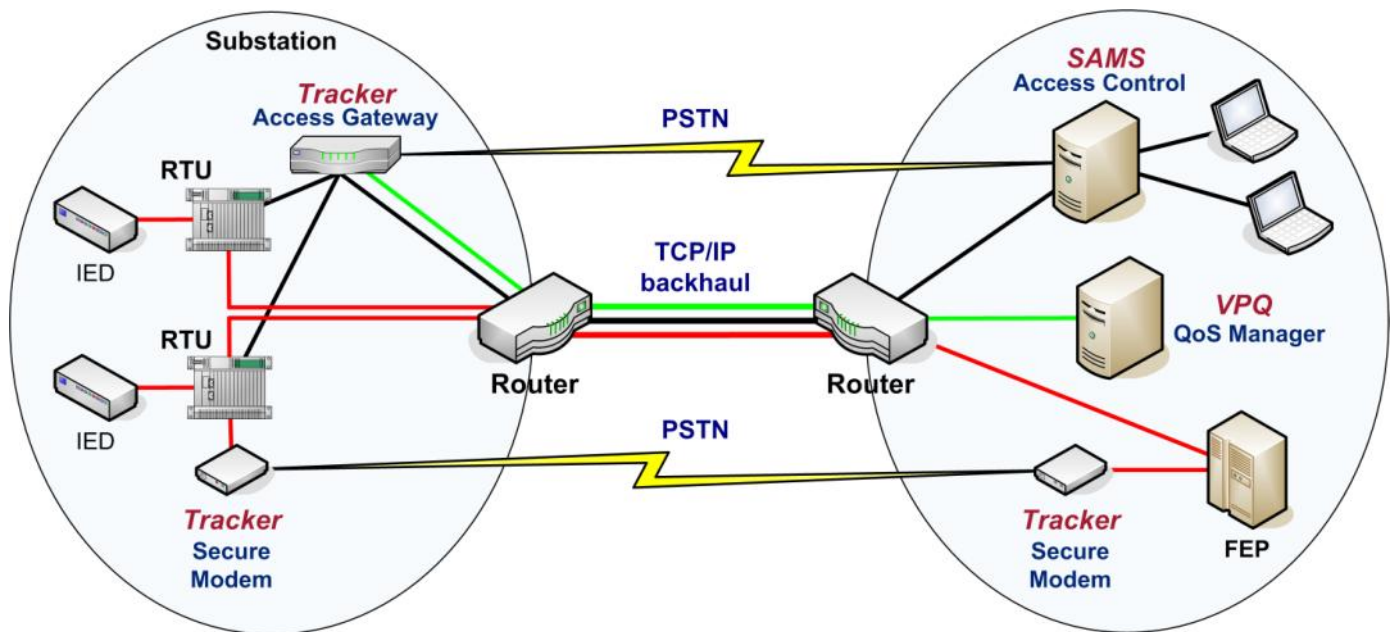 Substation
Tracker
Access Gateway
RTU
IED
RTU
IED
Tracker
Secure
Modem
PSTN
TCP/IP
backhaul
Router
Router
PSTN
SAMS
Access Control
VPQ
QoS Manager
Tracker
Secure
Modem
FEP